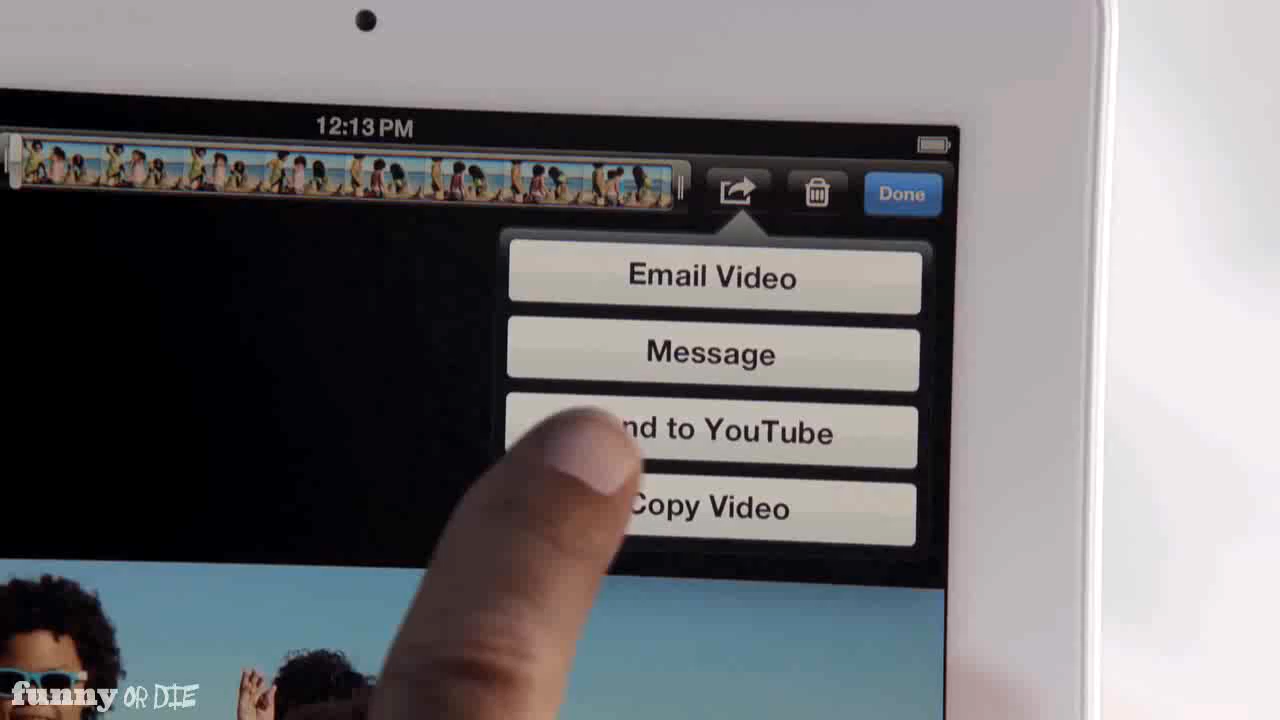 12:13 PM
Done
Email Video
Message
nd to YouTube
Copy Video
funny OR DIE